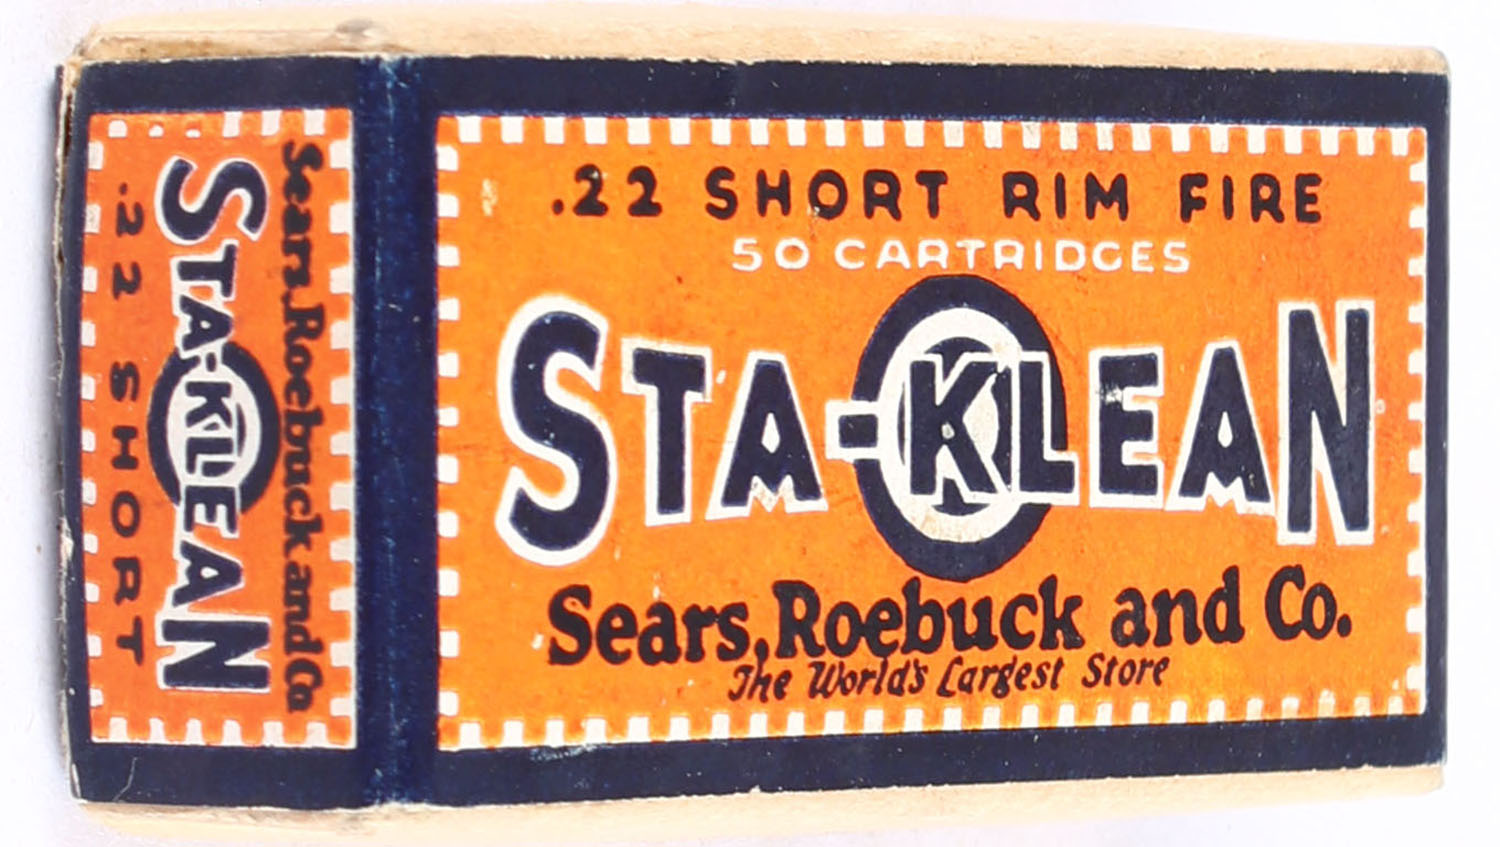 .22 SHORT RIM FIRE
50 CARTRIDGES
STA-KLEAN
Sears, Roebuck and Co.
The World's Largest Store
Sears, Roebuck and Co
STA-KLEAN
.22 SHORT